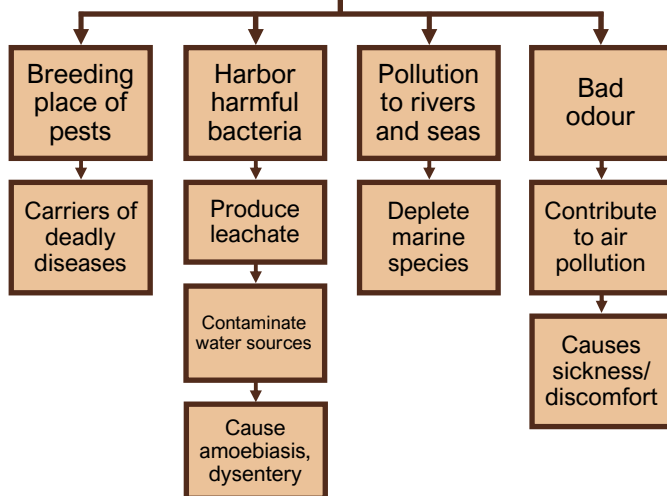 Breeding
place of
pests
Harbor
harmful
bacteria
Pollution
to rivers
and seas
Bad
odour
Carriers of
deadly
diseases
Produce
leachate
Deplete
marine
species
Contribute
to air
pollution
Contaminate
water sources
Causes
sickness/
discomfort
Cause
amoebiasis,
dysentery